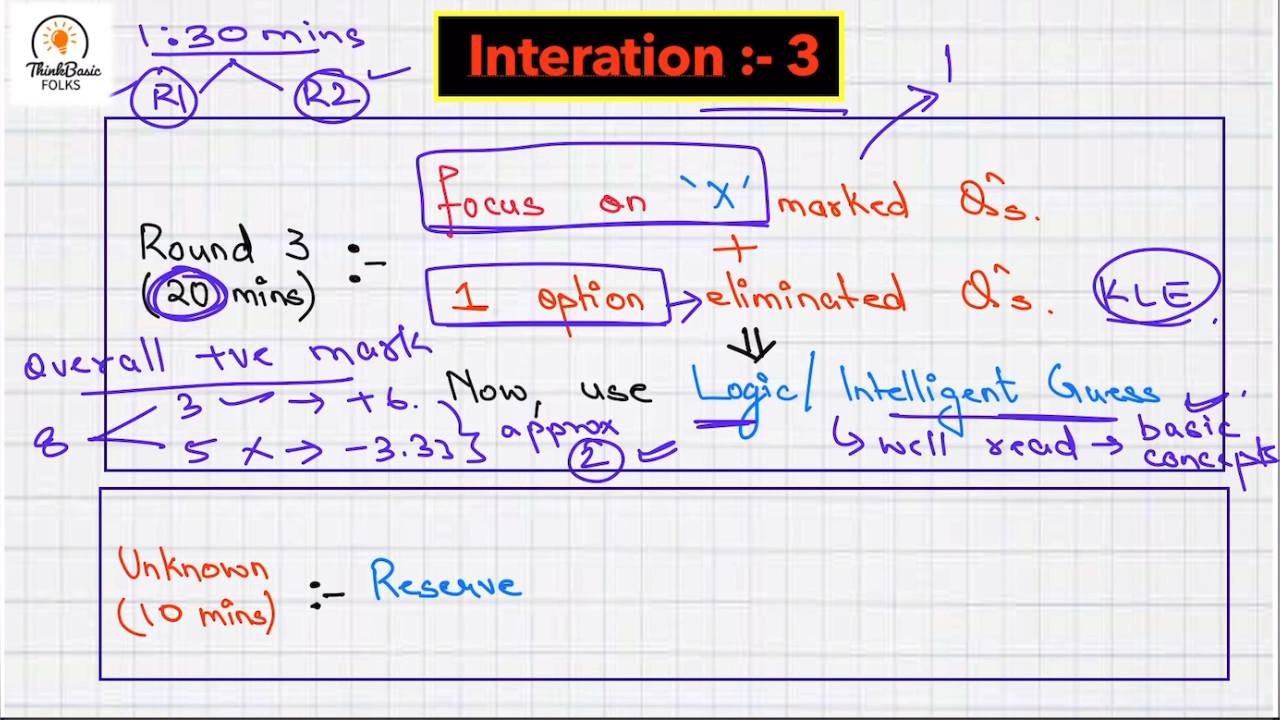 ThinkBasic
FOLKS
1:30 mins
R1 R2
Interation :- 3
1
focus on 'X' marked Qns.
+
Round 3 :-
(20 mins)
1 option → eliminated Qns. KLE
⇓
overall +ve mark
Now, use Logic/ Intelligent Guess
8
3 ✓ → +6.
5 X → -3.33
approx
2
↳ well read → basic
concepts
Unknown :- Reserve
(10 mins)